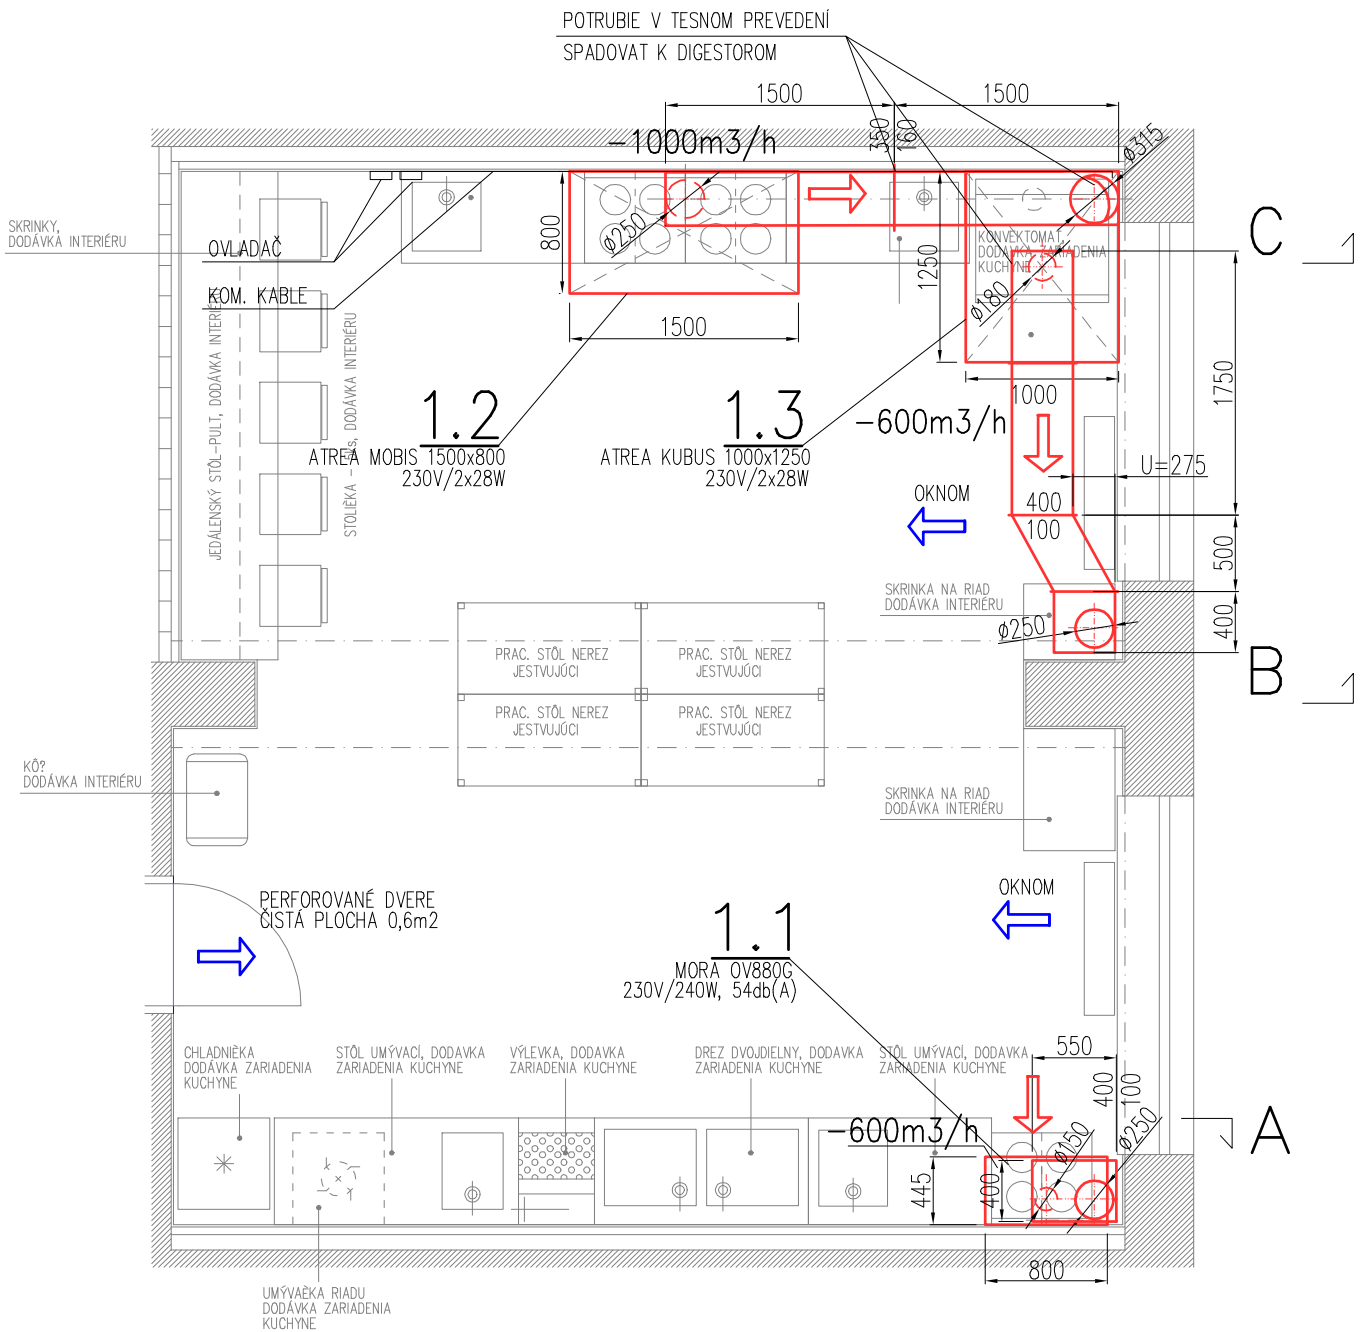 POTRUBIE V TESNOM PREVEDENÍ
SPADOVAT K DIGESTOROM
1500
1500
350
160
-1000m3/h
Ø315
SKRINKY,
DODÁVKA INTERIÉRU
OVLADAČ
KOM. KABLE
800
Ø250
1250
KONVEKTOMAT,
DODÁVKA ZARIADENIA
KUCHYNE
Ø180
C
1500
1000
1750
JEDÁLENSKÝ STÔL-PULT, DODÁVKA INTERIÉRU
DODÁVKA INTERIÉRU
1.2
ATREA MOBIS 1500x800
230V/2x28W
1.3
ATREA KUBUS 1000x1250
230V/2x28W
-600m3/h
U=275
OKNOM
400
100
500
SKRINKA NA RIAD
DODÁVKA INTERIÉRU
Ø250
400
B
PRAC. STÔL NEREZ
JESTVUJÚCI
PRAC. STÔL NEREZ
JESTVUJÚCI
PRAC. STÔL NEREZ
JESTVUJÚCI
PRAC. STÔL NEREZ
JESTVUJÚCI
KÔ?
DODÁVKA INTERIÉRU
SKRINKA NA RIAD
DODÁVKA INTERIÉRU
PERFOROVANÉ DVERE
ČISTÁ PLOCHA 0,6m2
OKNOM
1.1
MORA OV880G
230V/240W, 54db(A)
CHLADNIÈKA
DODÁVKA ZARIADENIA
KUCHYNE
STÔL UMÝVACÍ, DODAVKA
ZARIADENIA KUCHYNE
VÝLEVKA, DODAVKA
ZARIADENIA KUCHYNE
DREZ DVOJDIELNY, DODAVKA
ZARIADENIA KUCHYNE
STÔL UMÝVACÍ, DODAVKA
ZARIADENIA KUCHYNE
550
400
100
-600m3/h
Ø150
Ø250
A
445
400
800
UMÝVAÈKA RIADU
DODÁVKA ZARIADENIA
KUCHYNE